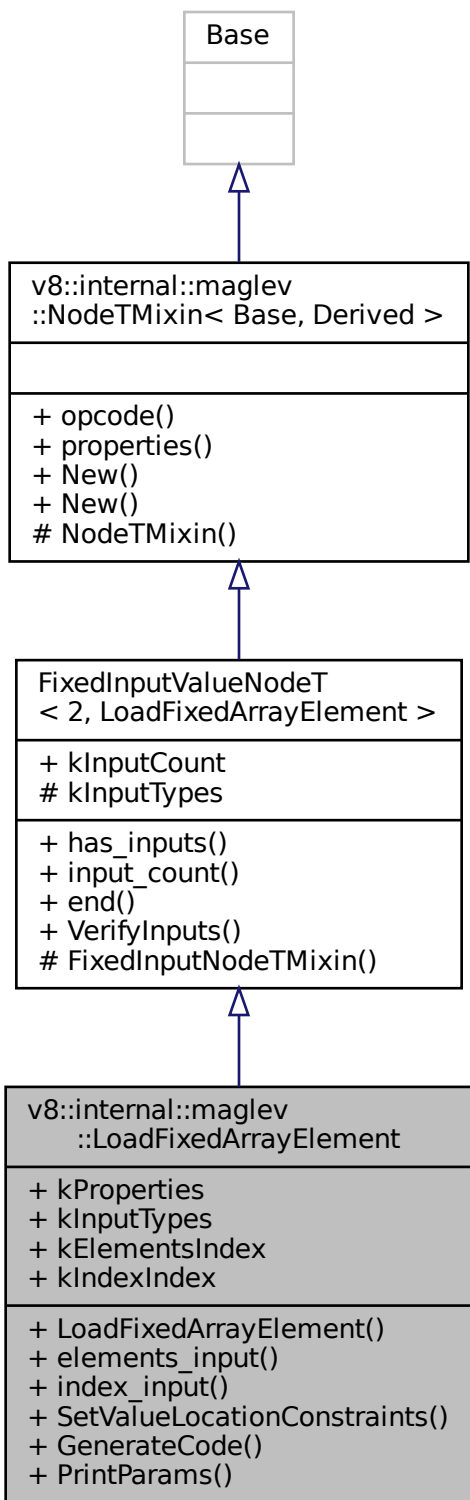 Base
v8::internal::maglev
::NodeTMixin< Base, Derived >
+ opcode()
+ properties()
+ New()
+ New()
# NodeTMixin()
FixedInputValueNodeT
< 2, LoadFixedArrayElement >
+ kInputCount
# kInputTypes
+ has_inputs()
+ input_count()
+ end()
+ VerifyInputs()
# FixedInputNodeTMixin()
v8::internal::maglev
::LoadFixedArrayElement
+ kProperties
+ kInputTypes
+ kElementsIndex
+ kIndexIndex
+ LoadFixedArrayElement()
+ elements_input()
+ index_input()
+ SetValueLocationConstraints()
+ GenerateCode()
+ PrintParams()